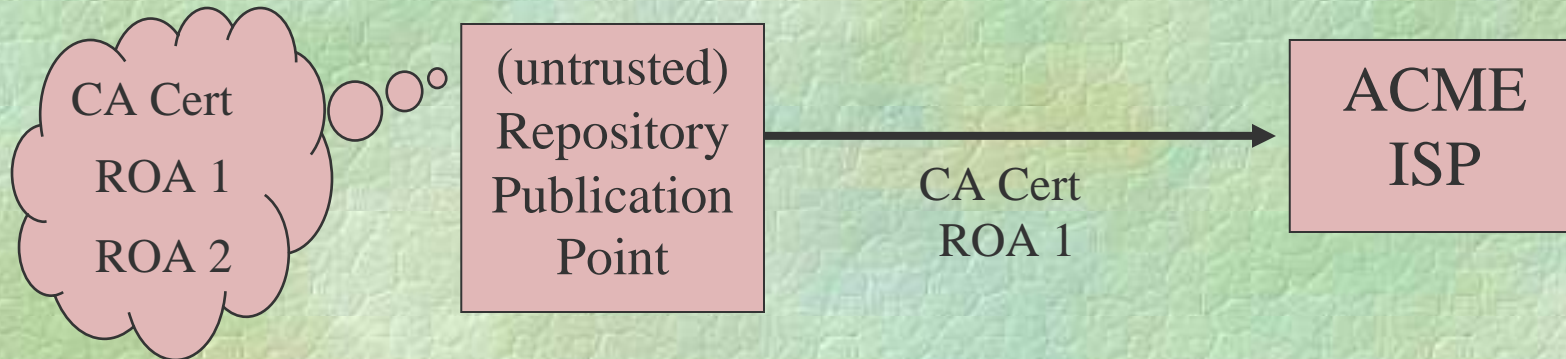 CA Cert
ROA 1
ROA 2
(untrusted)
Repository
Publication
Point
CA Cert
ROA 1
ACME
ISP